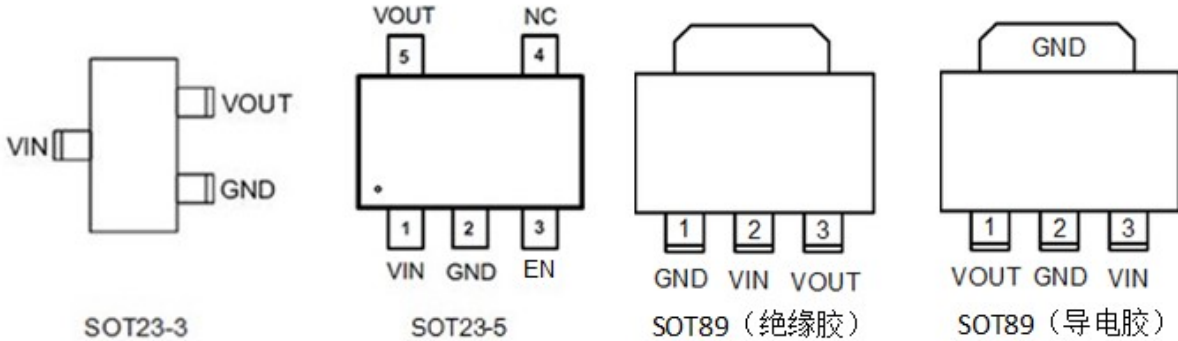 VIN
VOUT
GND
SOT23-3
VOUT NC
5 4
1 2 3
VIN GND EN
SOT23-5
1 2 3
GND VIN VOUT
SOT89（绝缘胶）
GND
1 2 3
VOUT GND VIN
SOT89（导电胶）